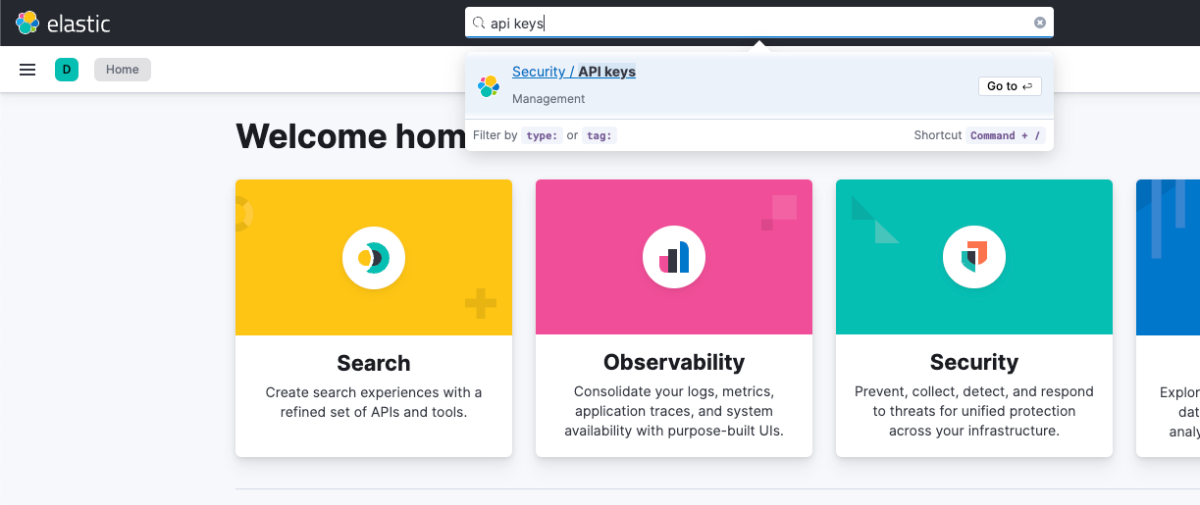 elastic
api keys
D
Home
Security / API keys
Management
Go to ⏎
Filter by type: or tag:
Shortcut Command + /
Welcome hom
Search
Create search experiences with a
refined set of APIs and tools.
Observability
Consolidate your logs, metrics,
application traces, and system
availability with purpose-built UIs.
Security
Prevent, collect, detect, and respond
to threats for unified protection
across your infrastructure.
Explor
dat
analy